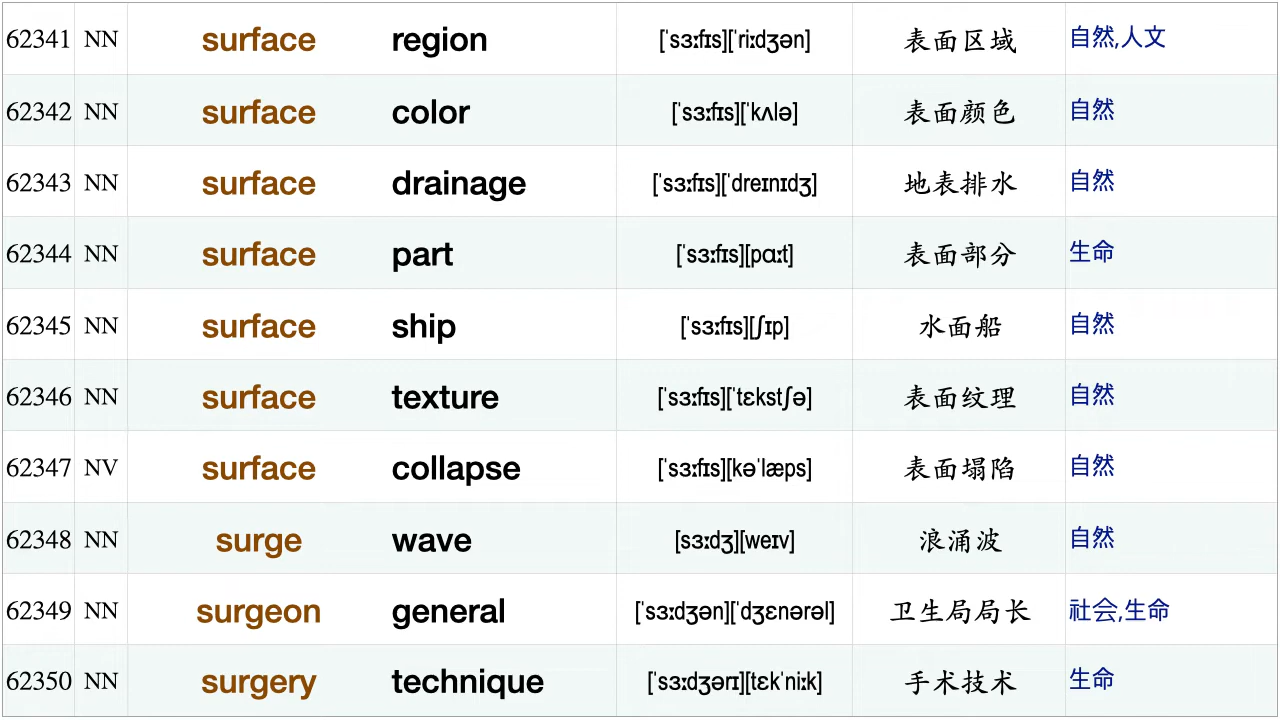 62341 NN surface region [ˈsɜːfɪs][ˈriːdʒən] 表面区域 自然,人文
62342 NN surface color [ˈsɜːfɪs][ˈkʌlə] 表面颜色 自然
62343 NN surface drainage [ˈsɜːfɪs][ˈdreɪnɪdʒ] 地表排水 自然
62344 NN surface part [ˈsɜːfɪs][pɑːt] 表面部分 生命
62345 NN surface ship [ˈsɜːfɪs][ʃɪp] 水面船 自然
62346 NN surface texture [ˈsɜːfɪs][ˈtɛkstʃə] 表面纹理 自然
62347 NV surface collapse [ˈsɜːfɪs][kəˈlæps] 表面塌陷 自然
62348 NN surge wave [sɜːdʒ][weɪv] 浪涌波 自然
62349 NN surgeon general [ˈsɜːdʒən][ˈdʒɛnərəl] 卫生局局长 社会,生命
62350 NN surgery technique [ˈsɜːdʒərɪ][tɛkˈniːk] 手术技术 生命